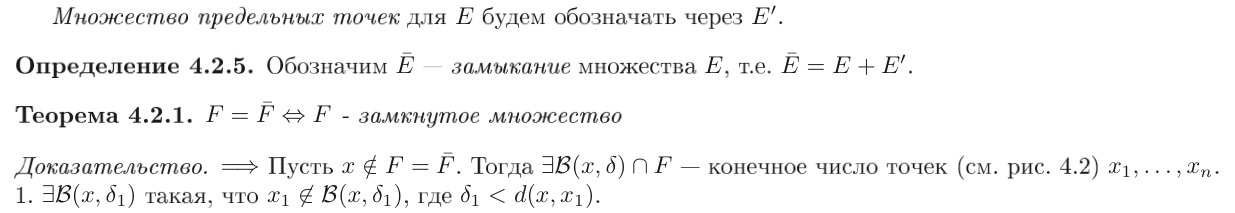 Множество предельных точек для E будем обозначать через E′.
Определение 4.2.5. Обозначим Ē — замыкание множества E, т.е. Ē = E + E′.
Теорема 4.2.1. F = F̄ ⇔ F - замкнутое множество
Доказательство. ⟹ Пусть x ∉ F = F̄. Тогда ∃ℬ(x, δ) ∩ F — конечное число точек (см. рис. 4.2) x₁, . . . , xₙ.
1. ∃ℬ(x, δ₁) такая, что x₁ ∉ ℬ(x, δ₁), где δ₁ < d(x, x₁).